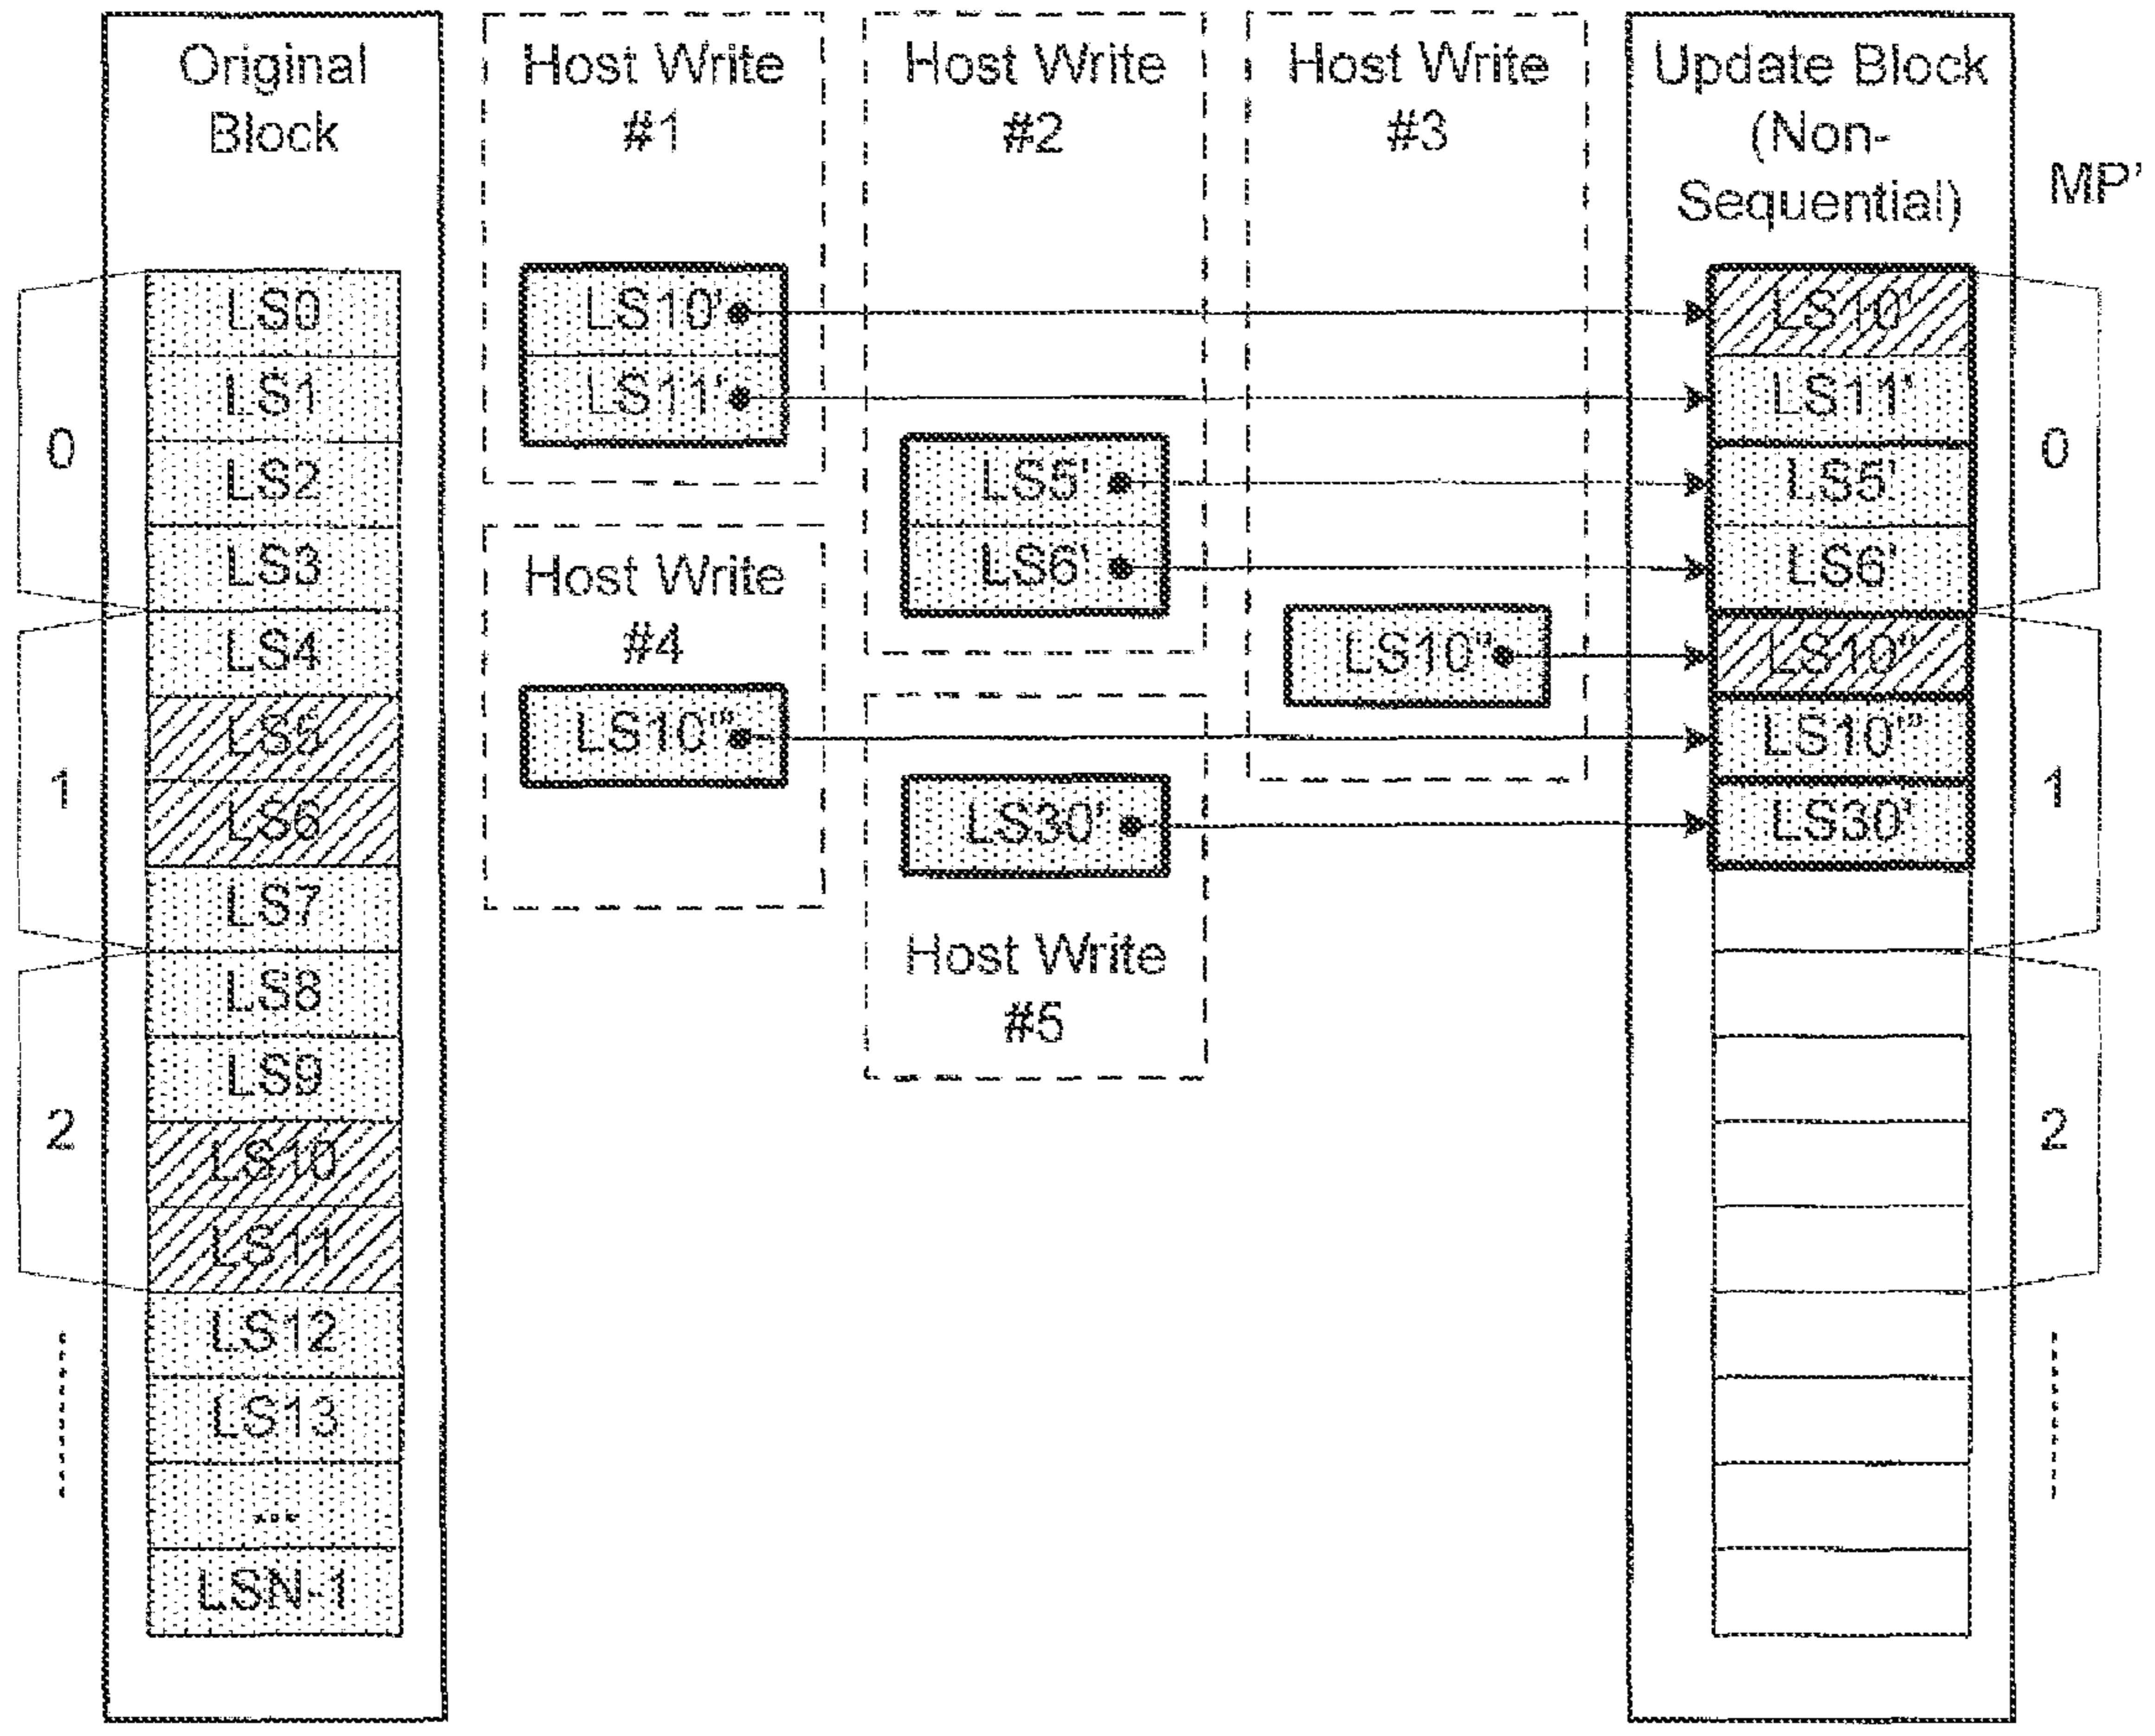 Original
Block
LS0
LS1
LS2
LS3
LS4
LS5
LS6
LS7
LS8
LS9
LS10
LS11
LS12
LS13
...
LSN-1
0
1
2
Host Write
#1
LS10'
LS11'
Host Write
#2
LS5'
LS6'
Host Write
#3
LS10"
Host Write
#4
LS10'"
LS30'
Host Write
#5
Update Block
(Non-
Sequential)
MP'
LS10'
LS11'
LS5'
LS6'
LS10"
LS10'"
LS30'
0
1
2